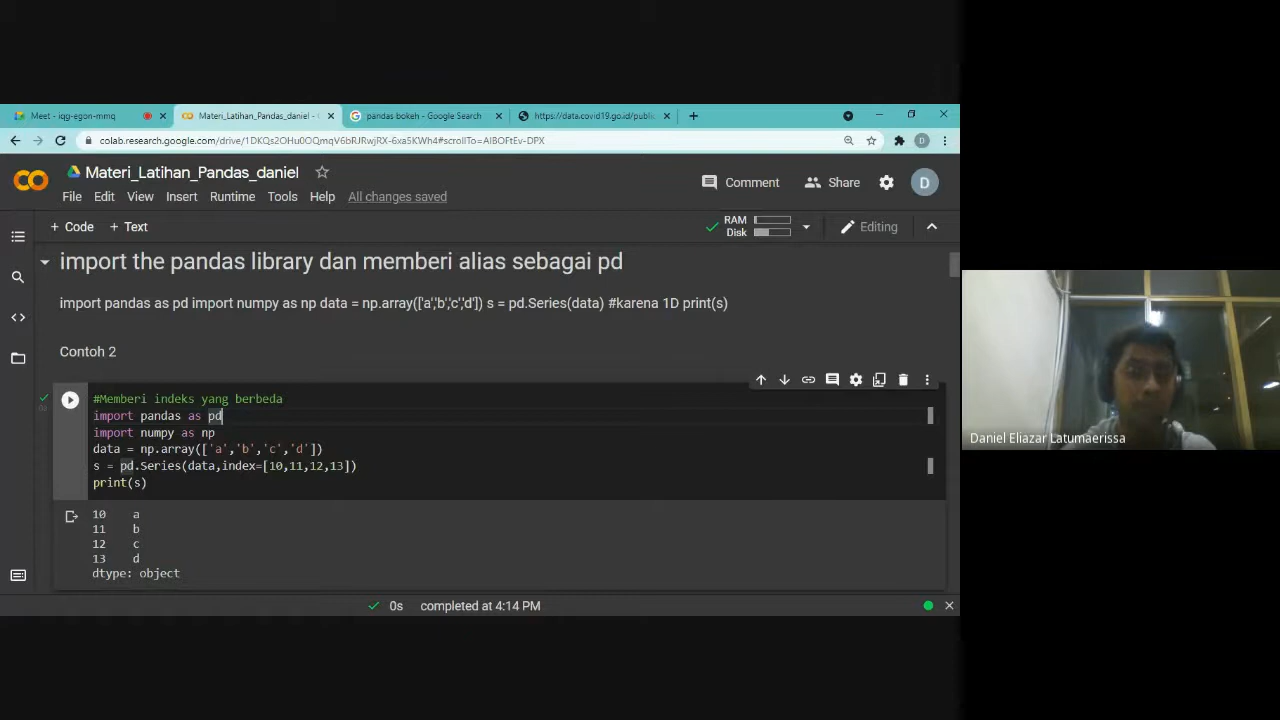 Meet - iqg-egon-mmq
Materi_Latihan_Pandas_daniel -
pandas bokeh - Google Search
https://data.covid19.go.id/public
colab.research.google.com/drive/1DKQs2OHu0OQmqV6bRJRwjRX-6xa5KWh4#scrollTo=AIBOFtEv-DPX
D
Materi_Latihan_Pandas_daniel
File Edit View Insert Runtime Tools Help All changes saved
Comment Share D
+ Code + Text
RAM
Disk
Editing
import the pandas library dan memberi alias sebagai pd
import pandas as pd import numpy as np data = np.array(['a','b','c','d']) s = pd.Series(data) #karena 1D print(s)
Contoh 2
#Memberi indeks yang berbeda
import pandas as pd
import numpy as np
data = np.array(['a','b','c','d'])
s = pd.Series(data,index=[10,11,12,13])
print(s)
10 a
11 b
12 c
13 d
dtype: object
0s completed at 4:14 PM
Daniel Eliazar Latumaerissa